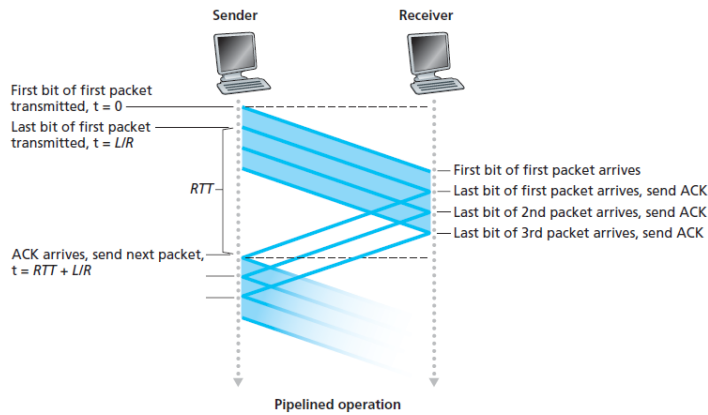 Sender
Receiver
First bit of first packet
transmitted, t = 0
Last bit of first packet
transmitted, t = L/R
RTT
First bit of first packet arrives
Last bit of first packet arrives, send ACK
Last bit of 2nd packet arrives, send ACK
Last bit of 3rd packet arrives, send ACK
ACK arrives, send next packet,
t = RTT + L/R
Pipelined operation